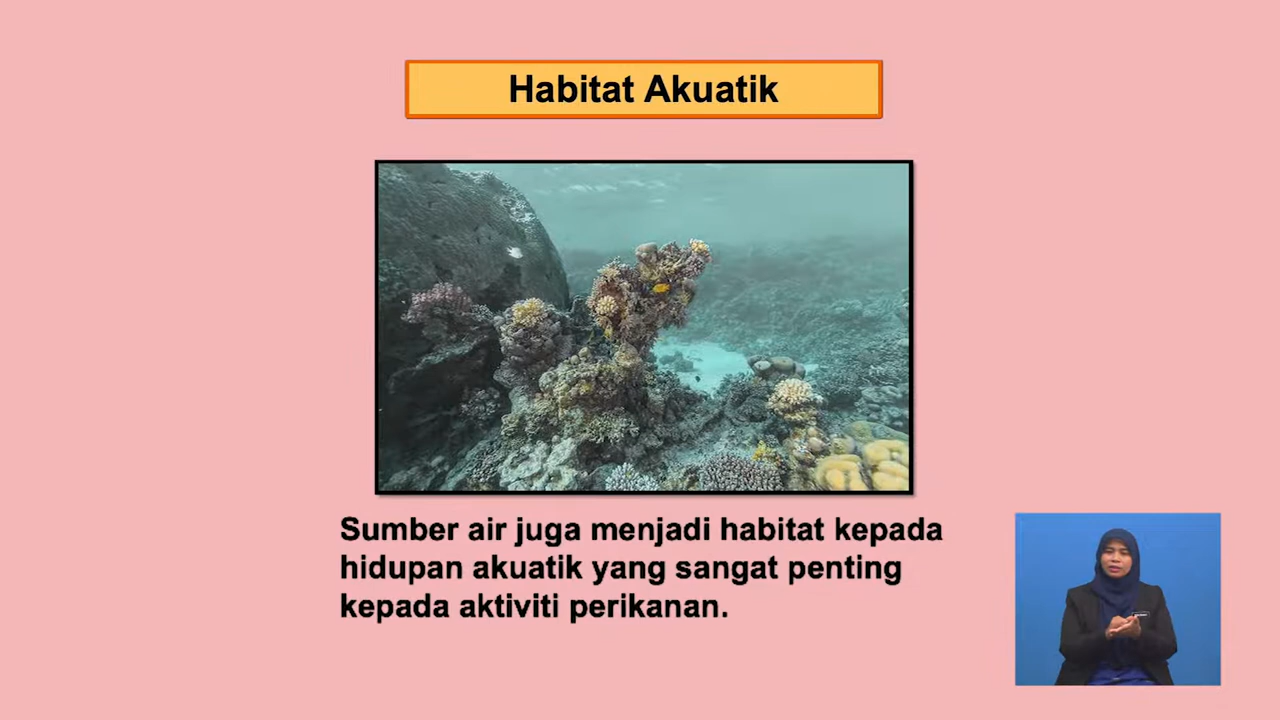 Habitat Akuatik
Sumber air juga menjadi habitat kepada
hidupan akuatik yang sangat penting
kepada aktiviti perikanan.